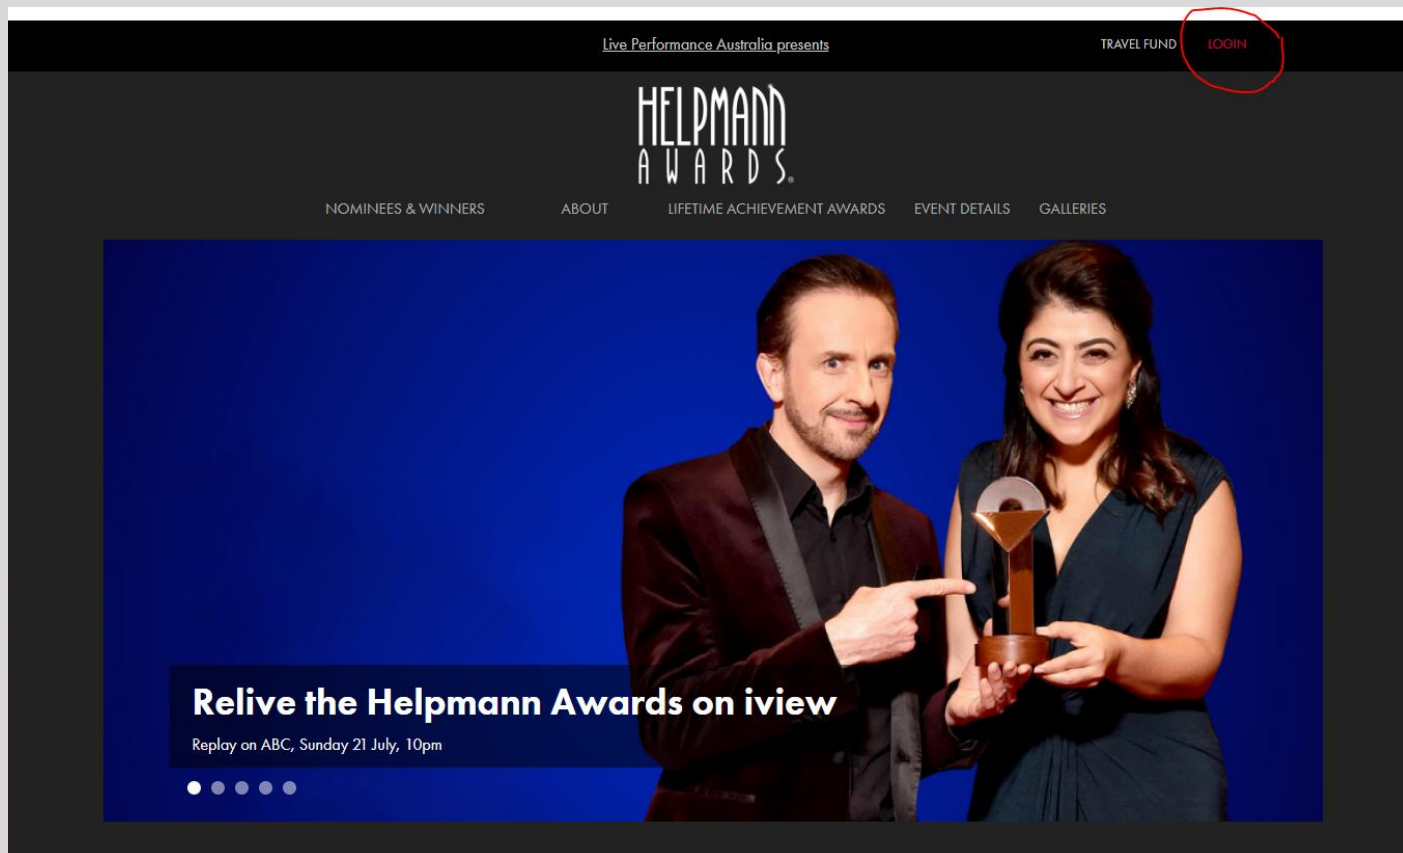 Live Performance Australia presents
TRAVEL FUND LOGIN
HELPMANN
AWARDS®
NOMINEES & WINNERS ABOUT LIFETIME ACHIEVEMENT AWARDS EVENT DETAILS GALLERIES
Relive the Helpmann Awards on iview
Replay on ABC, Sunday 21 July, 10pm